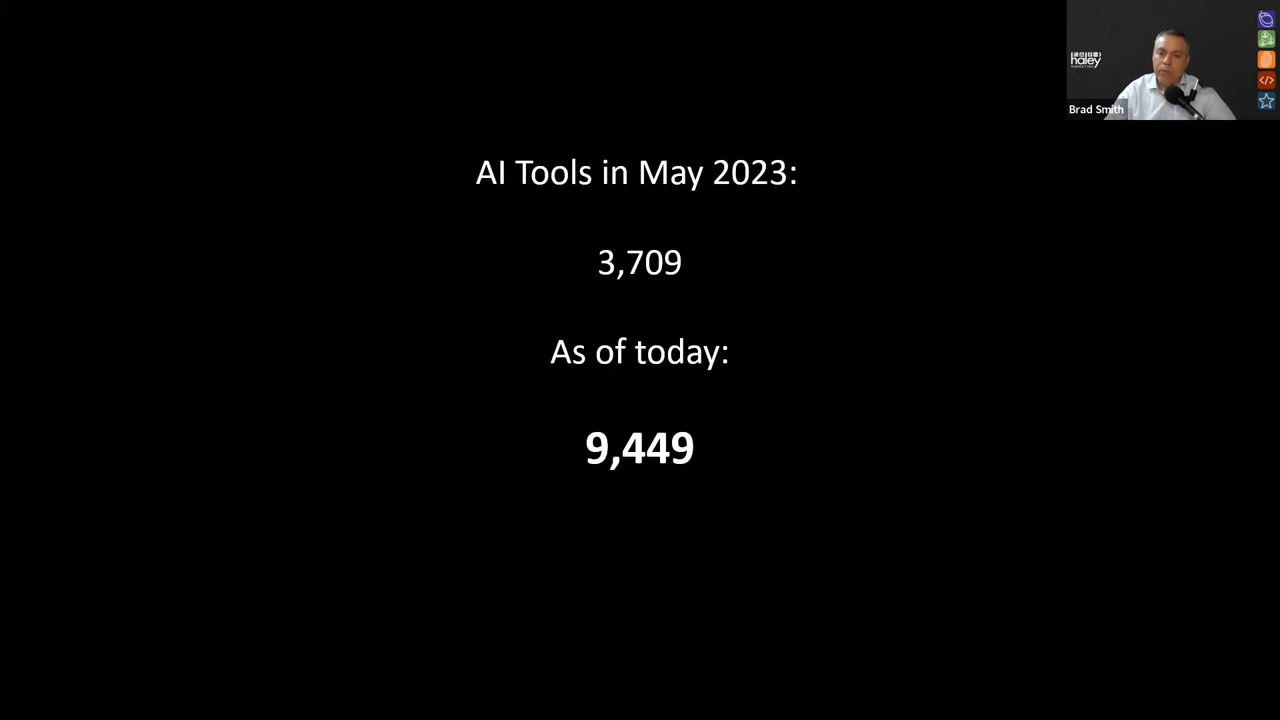 AI Tools in May 2023:
3,709
As of today:
9,449
haley
Brad Smith
</>